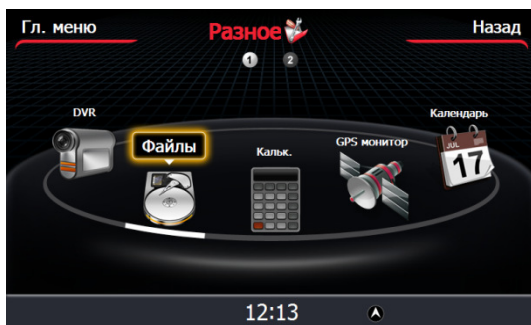 Гл. меню
Разное
Назад
1 2
DVR
Файлы
Кальк.
GPS монитор
Календарь
JUL
17
12:13